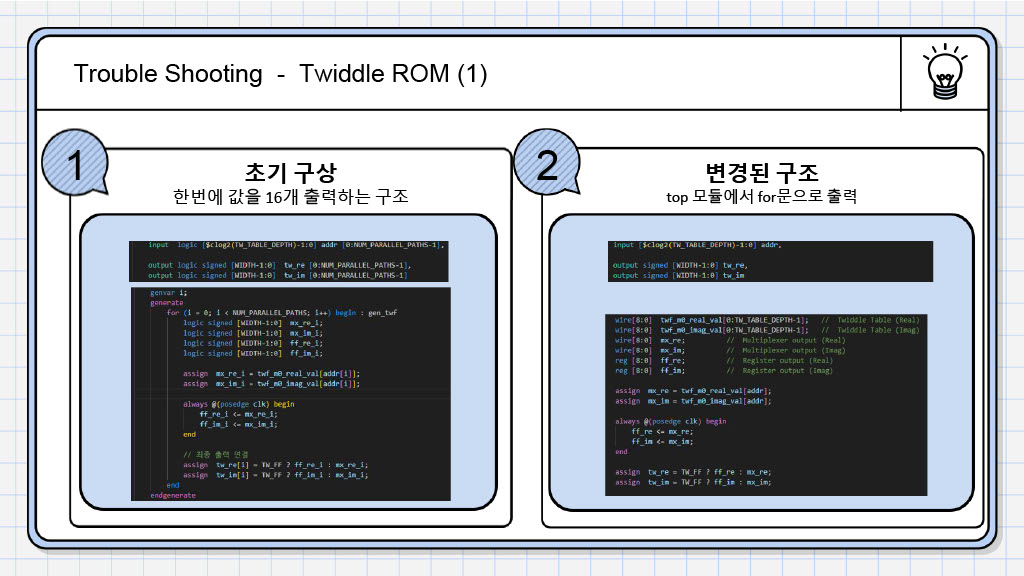 Trouble Shooting  -  Twiddle ROM (1)
1
초기 구상
한번에 값을 16개 출력하는 구조
input  logic [$clog2(TW_TABLE_DEPTH)-1:0] addr [0:NUM_PARALLEL_PATHS-1],
output logic signed [WIDTH-1:0]  tw_re [0:NUM_PARALLEL_PATHS-1],
output logic signed [WIDTH-1:0]  tw_im [0:NUM_PARALLEL_PATHS-1]
genvar i;
generate
for (i = 0; i < NUM_PARALLEL_PATHS; i++) begin : gen_twf
logic signed [WIDTH-1:0]  mx_re_i;
logic signed [WIDTH-1:0]  mx_im_i;
logic signed [WIDTH-1:0]  ff_re_i;
logic signed [WIDTH-1:0]  ff_im_i;
assign  mx_re_i = twf_m0_real_val[addr[i]];
assign  mx_im_i = twf_m0_imag_val[addr[i]];
always @(posedge clk) begin
ff_re_i <= mx_re_i;
ff_im_i <= mx_im_i;
end
// 최종 출력 연결
assign  tw_re[i] = TW_FF ? ff_re_i : mx_re_i;
assign  tw_im[i] = TW_FF ? ff_im_i : mx_im_i;
end
endgenerate
2
변경된 구조
top 모듈에서 for문으로 출력
input [$clog2(TW_TABLE_DEPTH)-1:0] addr,
output signed [WIDTH-1:0] tw_re,
output signed [WIDTH-1:0] tw_im
wire[8:0]  twf_m0_real_val[0:TW_TABLE_DEPTH-1];   //  Twiddle Table (Real)
wire[8:0]  twf_m0_imag_val[0:TW_TABLE_DEPTH-1];   //  Twiddle Table (Imag)
wire[8:0]  mx_re;          //  Multiplexer output (Real)
wire[8:0]  mx_im;          //  Multiplexer output (Imag)
reg [8:0]  ff_re;          //  Register output (Real)
reg [8:0]  ff_im;          //  Register output (Imag)
assign  mx_re = twf_m0_real_val[addr];
assign  mx_im = twf_m0_imag_val[addr];
always @(posedge clk) begin
ff_re <= mx_re;
ff_im <= mx_im;
end
assign  tw_re = TW_FF ? ff_re : mx_re;
assign  tw_im = TW_FF ? ff_im : mx_im;